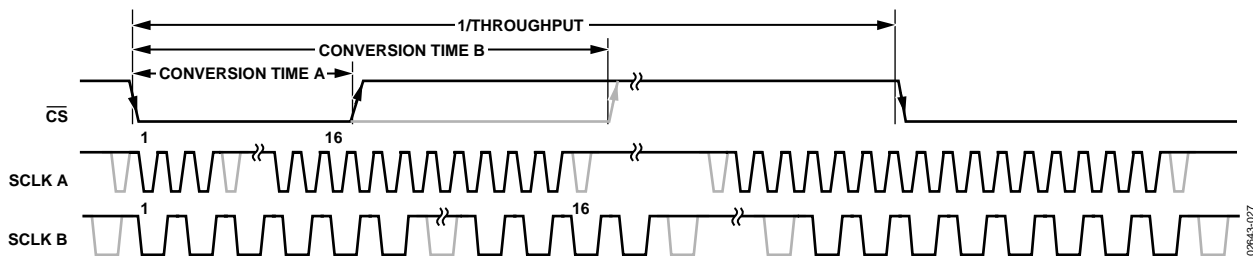 1/THROUGHPUT
CONVERSION TIME B
CONVERSION TIME A
CS
1 16
SCLK A
1 16
SCLK B
02643-027